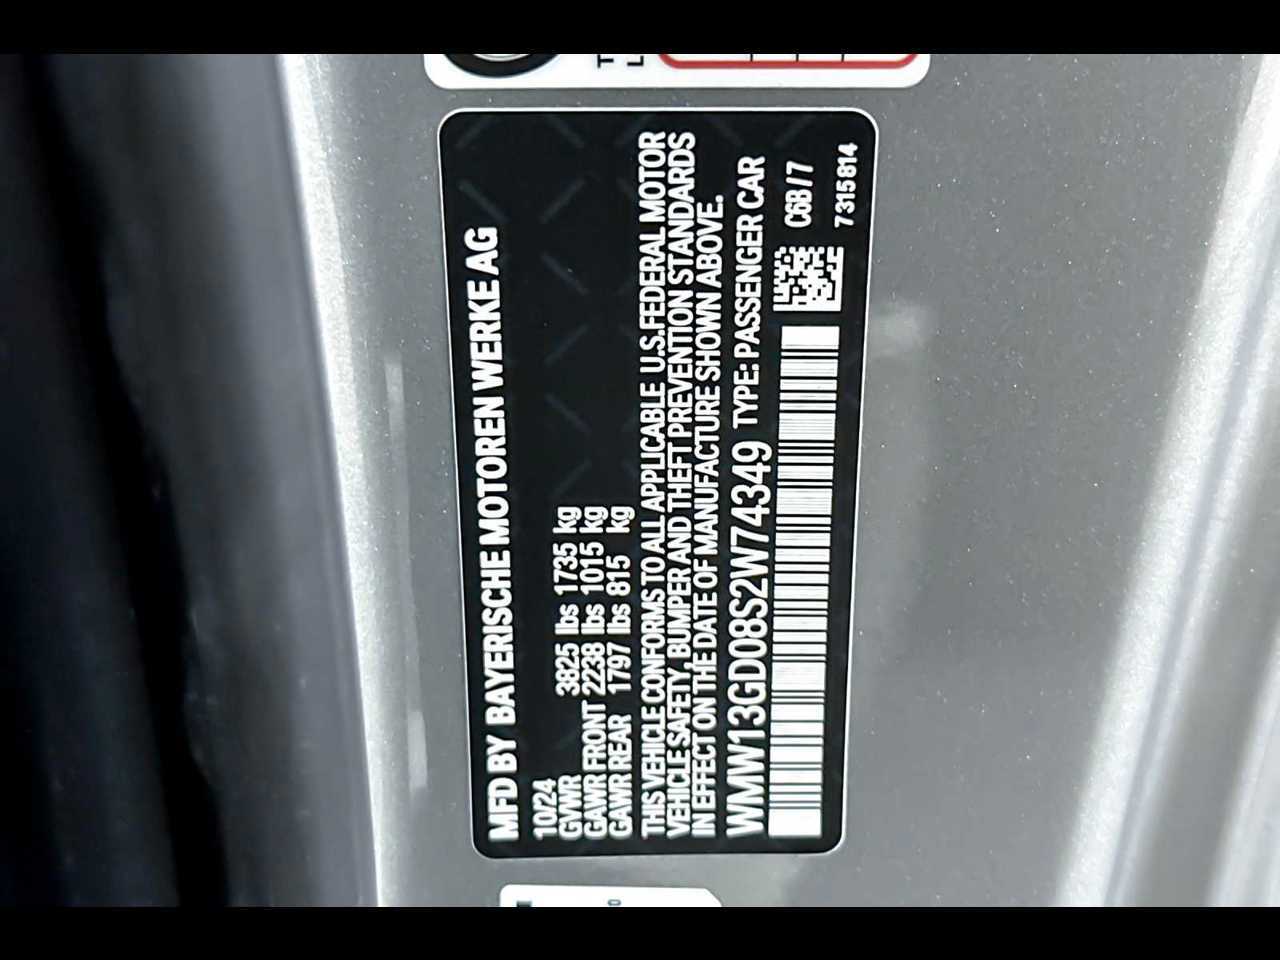 MFD BY BAYERISCHE MOTOREN WERKE AG
10/24
GVWR 3825 lbs 1735 kg
GAWR FRONT 2238 lbs 1015 kg
GAWR REAR 1797 lbs 815 kg
THIS VEHICLE CONFORMS TO ALL APPLICABLE U.S.FEDERAL MOTOR
VEHICLE SAFETY, BUMPER AND THEFT PREVENTION STANDARDS
IN EFFECT ON THE DATE OF MANUFACTURE SHOWN ABOVE.
WMW13GD08S2W74349 TYPE: PASSENGER CAR
C6B / 7
7315814